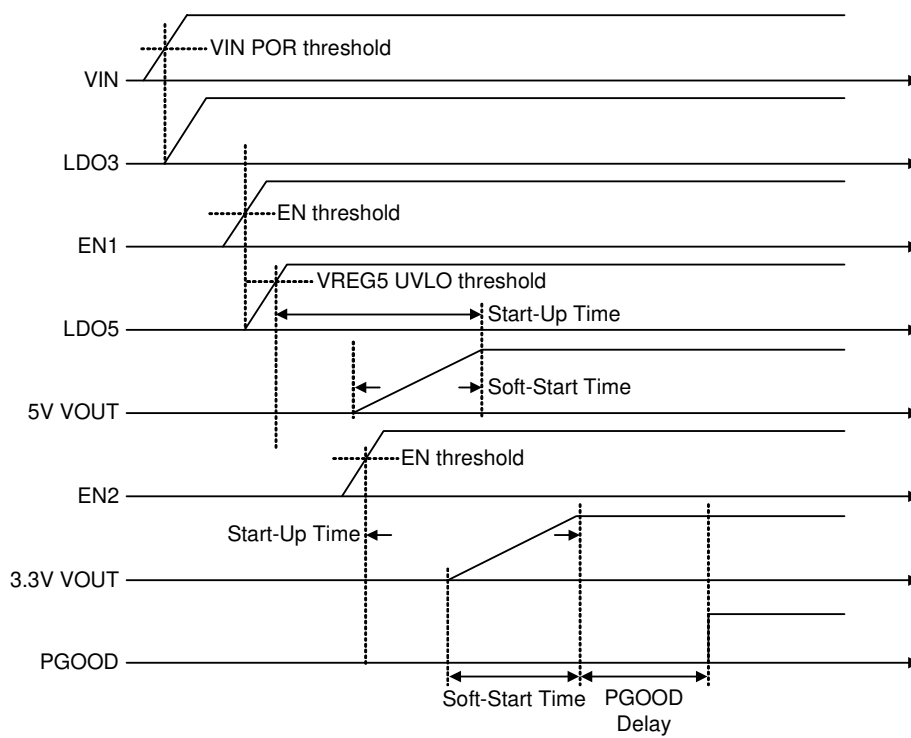 VIN POR threshold
VIN
LDO3
EN threshold
EN1
VREG5 UVLO threshold
Start-Up Time
LDO5
Soft-Start Time
5V VOUT
EN threshold
EN2
Start-Up Time
3.3V VOUT
PGOOD
Soft-Start Time
PGOOD
Delay